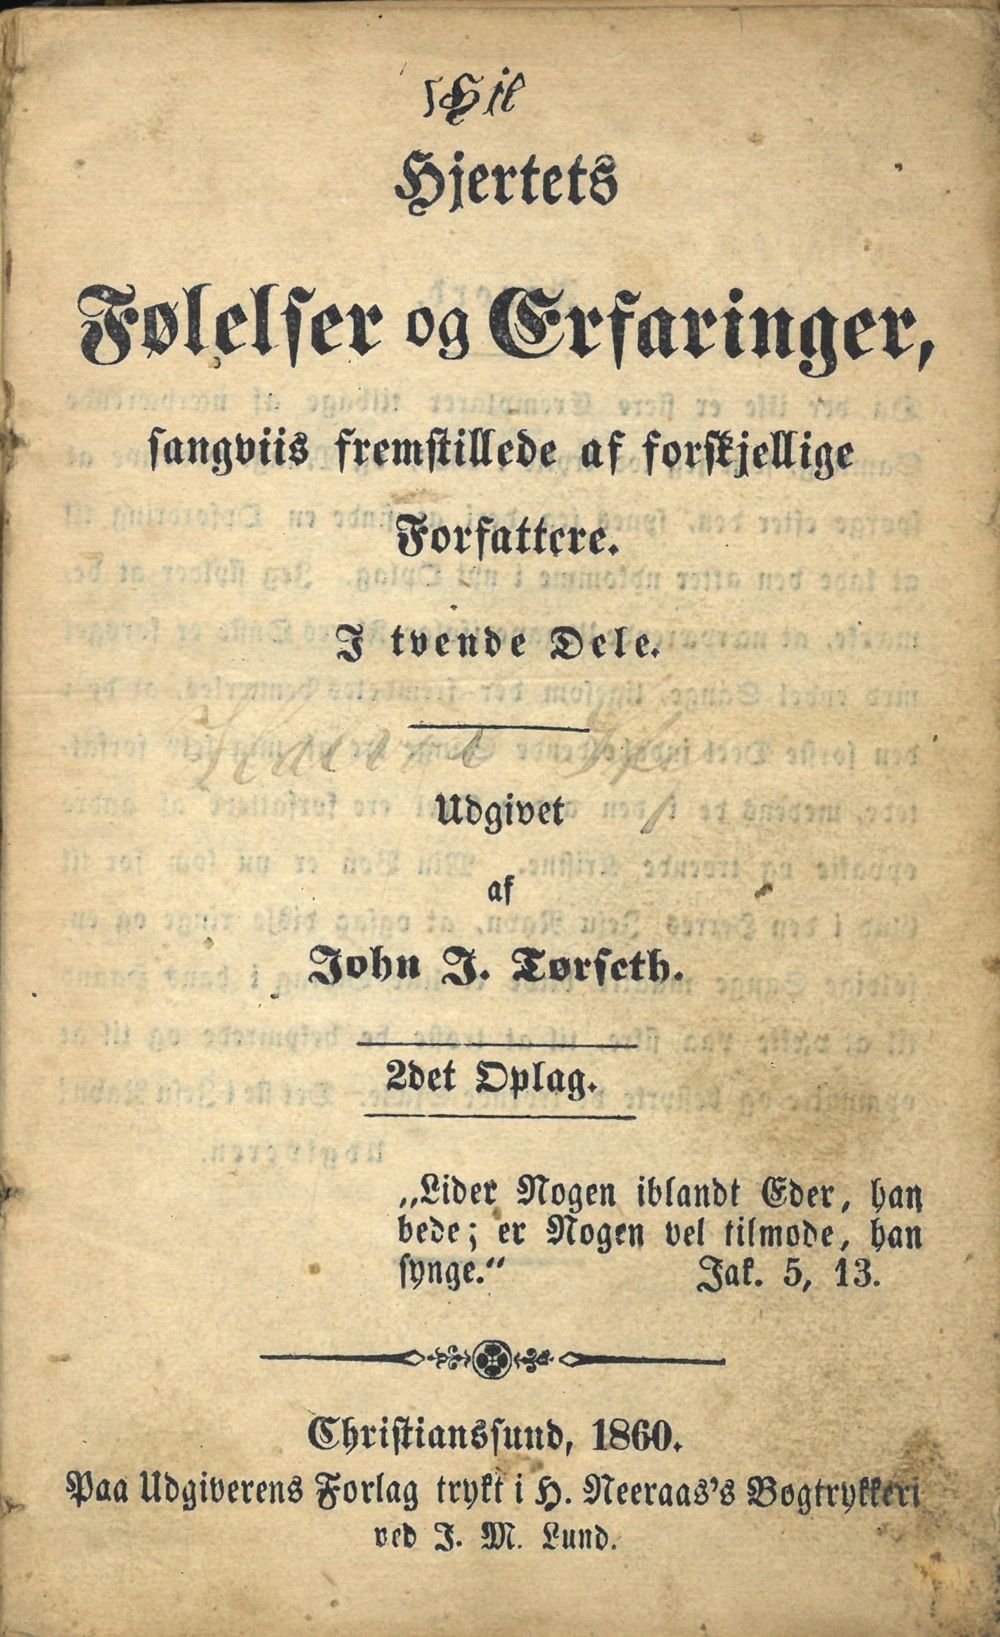 Hjertets
Følelser og Erfaringer,
sangviis fremstillede af forskjellige
Forfattere.
I tvende Dele.
Udgivet
af
John J. Tørseth.
2det Oplag.
„Lider Nogen iblandt Eder, han
bede; er Nogen vel tilmode, han
synge.“ Jak. 5, 13.
Christianssund, 1860.
Paa Udgiverens Forlag trykt i H. Neeraas's Bogtrykkeri
ved J. M. Lund.